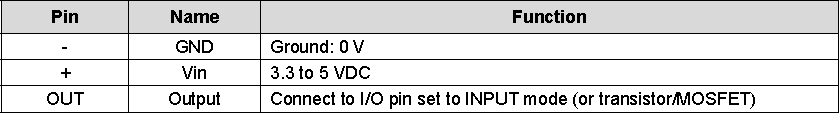 Pin Name Function
- GND Ground: 0 V
+ Vin 3.3 to 5 VDC
OUT Output Connect to I/O pin set to INPUT mode (or transistor/MOSFET)